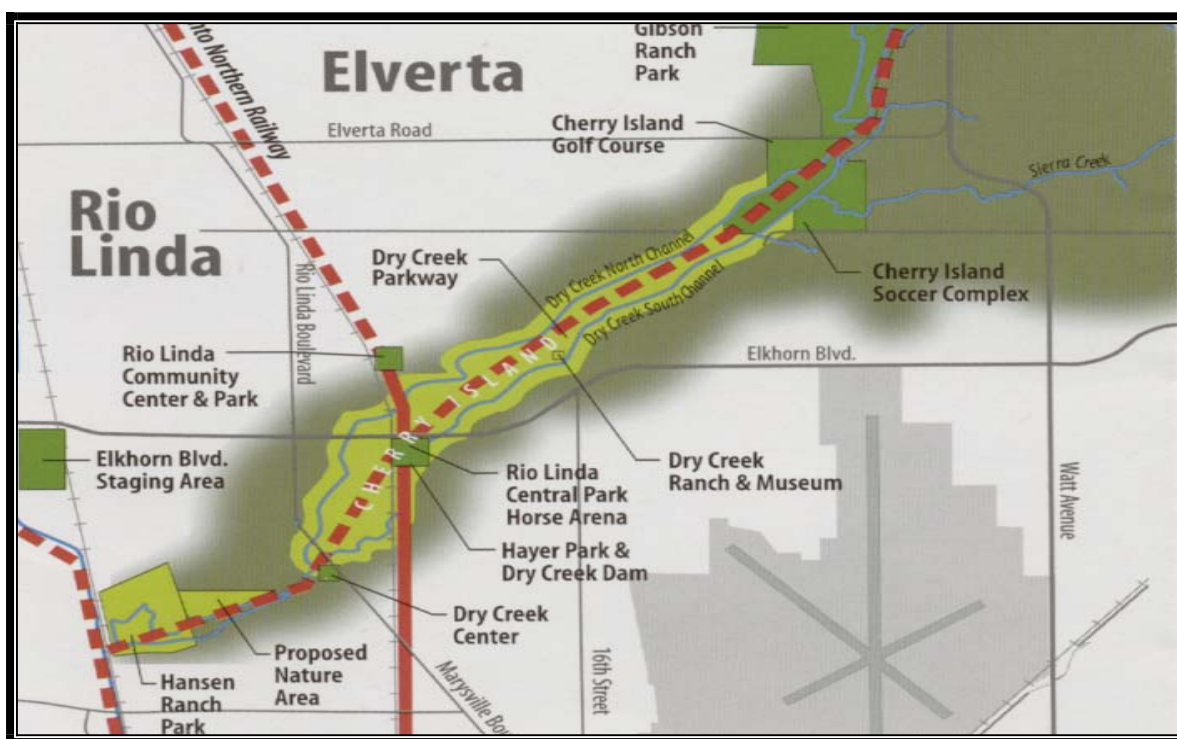 Gibson
Ranch
Park
Elverta
nto Northern Railway
Elverta Road
Cherry Island
Golf Course
Sierra Creek
Rio
Linda
Dry Creek
Parkway
Dry Creek North Channel
Cherry Island
Soccer Complex
Dry Creek South Channel
Rio Linda Boulevard
Rio Linda
Community
Center & Park
Elkhorn Blvd.
CHERRY ISLAND
Elkhorn Blvd.
Staging Area
Rio Linda
Central Park
Horse Arena
Dry Creek
Ranch & Museum
Watt Avenue
Hayer Park &
Dry Creek Dam
Dry Creek
Center
Proposed
Nature
Area
Hansen
Ranch
Park
Marysville Bou
16th Street